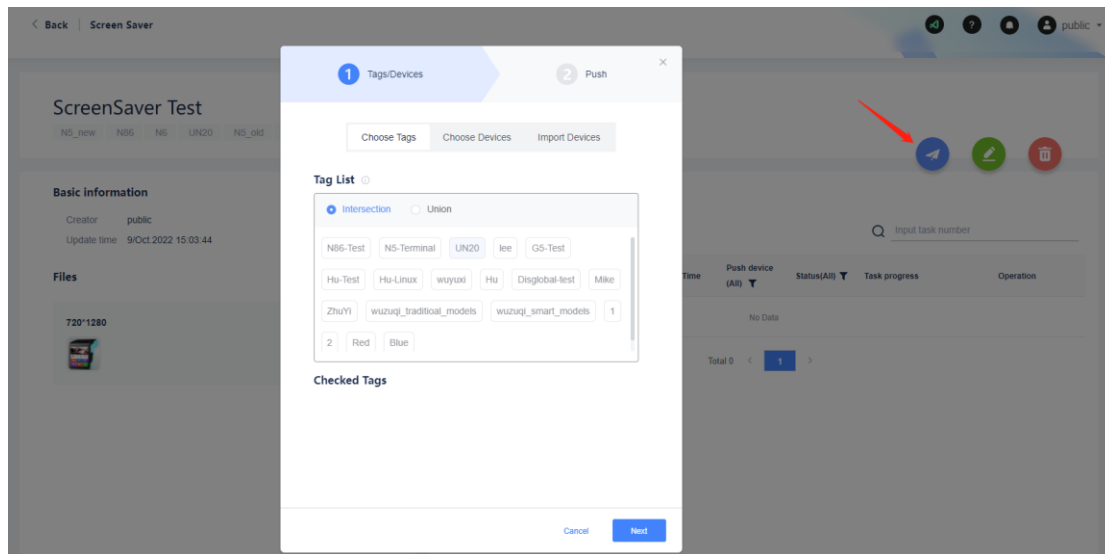 Back | Screen Saver
public
1 Tags/Devices
2 Push
ScreenSaver Test
N5_new N86 N6 UN20 N5_old
Choose Tags Choose Devices Import Devices
Tag List
Intersection Union
N86-Test N5-Terminal UN20 lee G5-Test
Hu-Test Hu-Linux wuyuxi Hu Disglobal-test Mike
ZhuYi wuzuqi_traditioal_models wuzuqi_smart_models 1
2 Red Blue
Checked Tags
Cancel Next
Basic information
Creator public
Update time 9/Oct.2022 15:03:44
Files
720*1280
Input task number
Time Push device (All) Status(All) Task progress Operation
No Data
Total 0 < 1 >